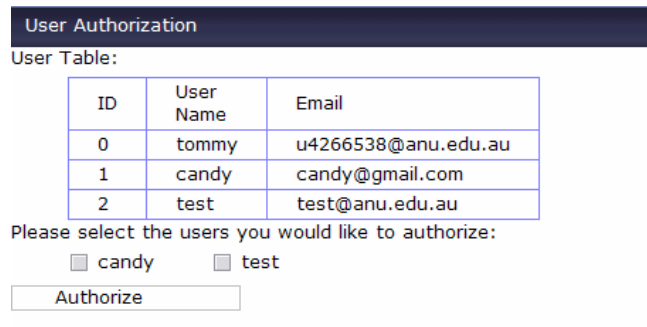 User Authorization
User Table:
ID User Name Email
0 tommy u4266538@anu.edu.au
1 candy candy@gmail.com
2 test test@anu.edu.au
Please select the users you would like to authorize:
candy test
Authorize